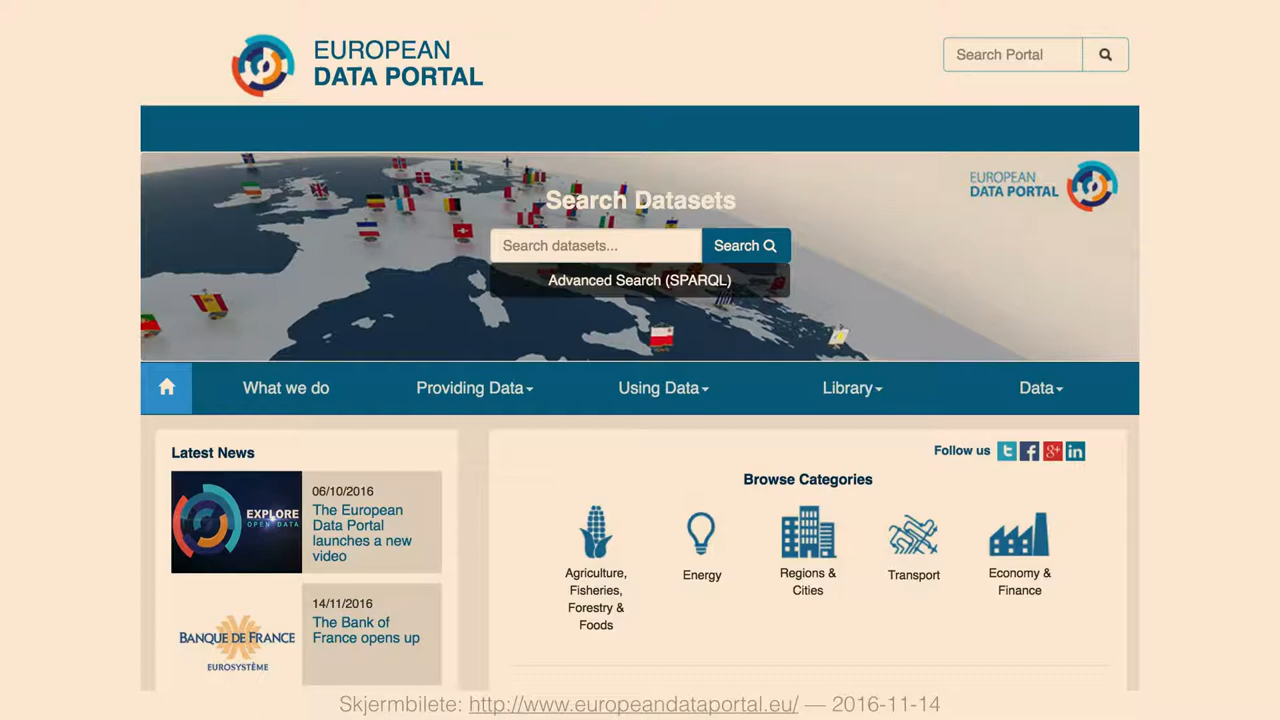 EUROPEAN
DATA PORTAL
Search Portal
EUROPEAN
DATA PORTAL
Search Datasets
Search datasets...
Search
Advanced Search (SPARQL)
What we do
Providing Data
Using Data
Library
Data
Latest News
EXPLORE
OPEN DATA
06/10/2016
The European
Data Portal
launches a new
video
BANQUE DE FRANCE
EUROSYSTÈME
14/11/2016
The Bank of
France opens up
Follow us
Browse Categories
Agriculture,
Fisheries,
Forestry &
Foods
Energy
Regions &
Cities
Transport
Economy &
Finance
Skjermbilete: http://www.europeandataportal.eu/ — 2016-11-14